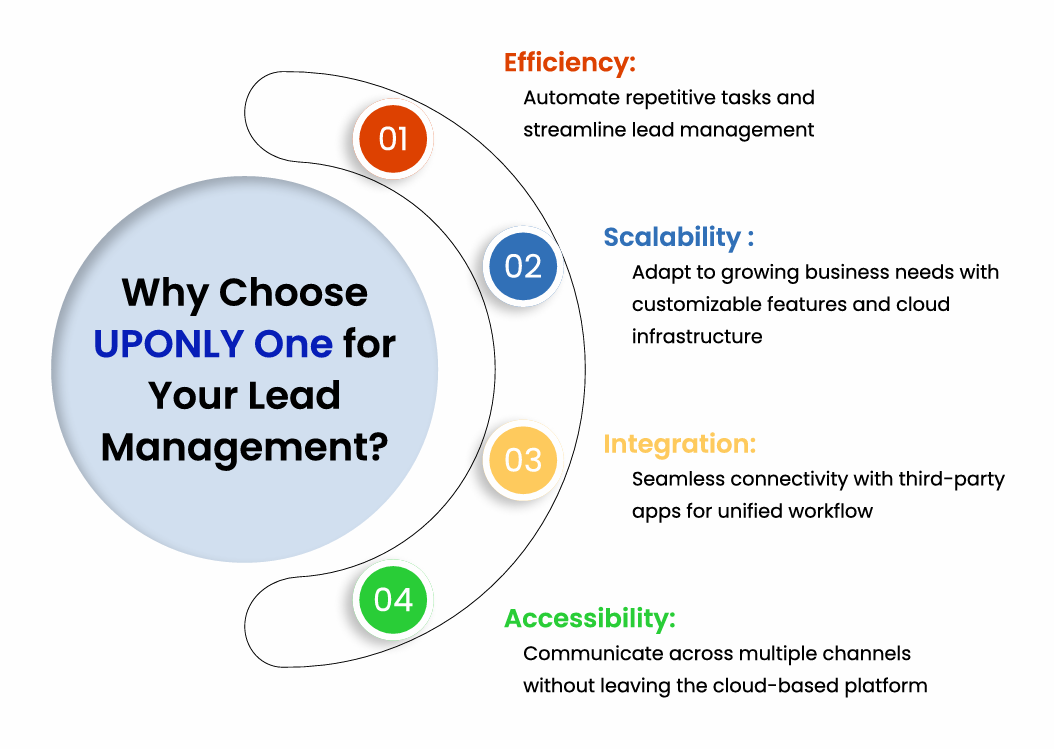 Why Choose
UPONLY One for
Your Lead
Management?
01
Efficiency:
Automate repetitive tasks and
streamline lead management
02
Scalability :
Adapt to growing business needs with
customizable features and cloud
infrastructure
03
Integration:
Seamless connectivity with third-party
apps for unified workflow
04
Accessibility:
Communicate across multiple channels
without leaving the cloud-based platform